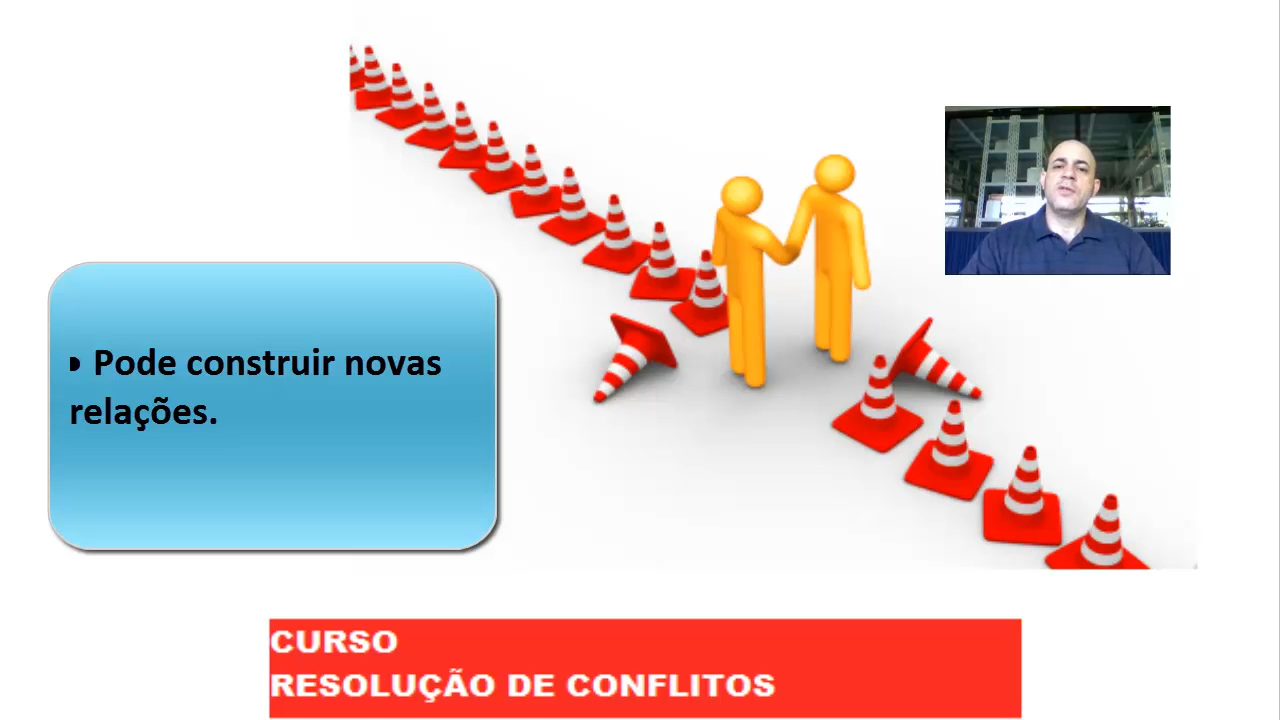 • Pode construir novas
relações.
CURSO
RESOLUÇÃO DE CONFLITOS